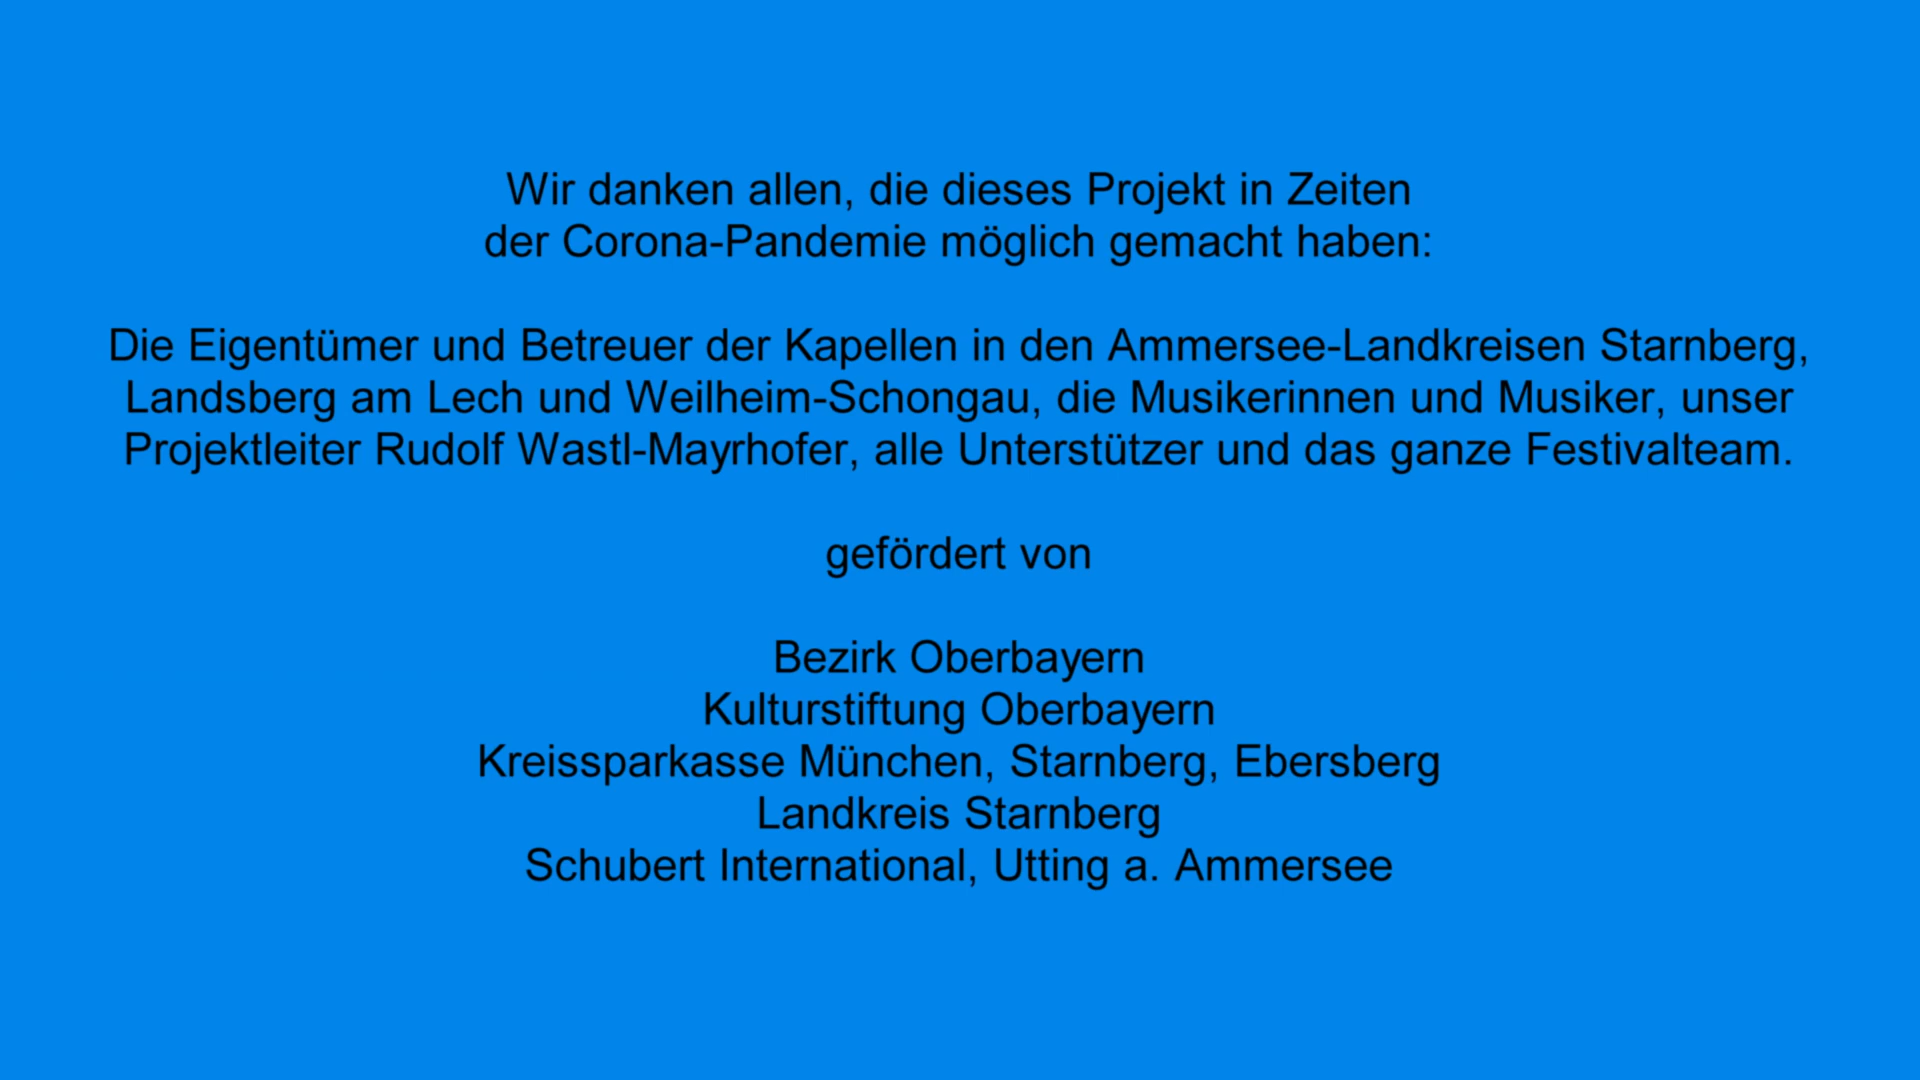 Wir danken allen, die dieses Projekt in Zeiten
der Corona-Pandemie möglich gemacht haben:
Die Eigentümer und Betreuer der Kapellen in den Ammersee-Landkreisen Starnberg,
Landsberg am Lech und Weilheim-Schongau, die Musikerinnen und Musiker, unser
Projektleiter Rudolf Wastl-Mayrhofer, alle Unterstützer und das ganze Festivalteam.
gefördert von
Bezirk Oberbayern
Kulturstiftung Oberbayern
Kreissparkasse München, Starnberg, Ebersberg
Landkreis Starnberg
Schubert International, Utting a. Ammersee